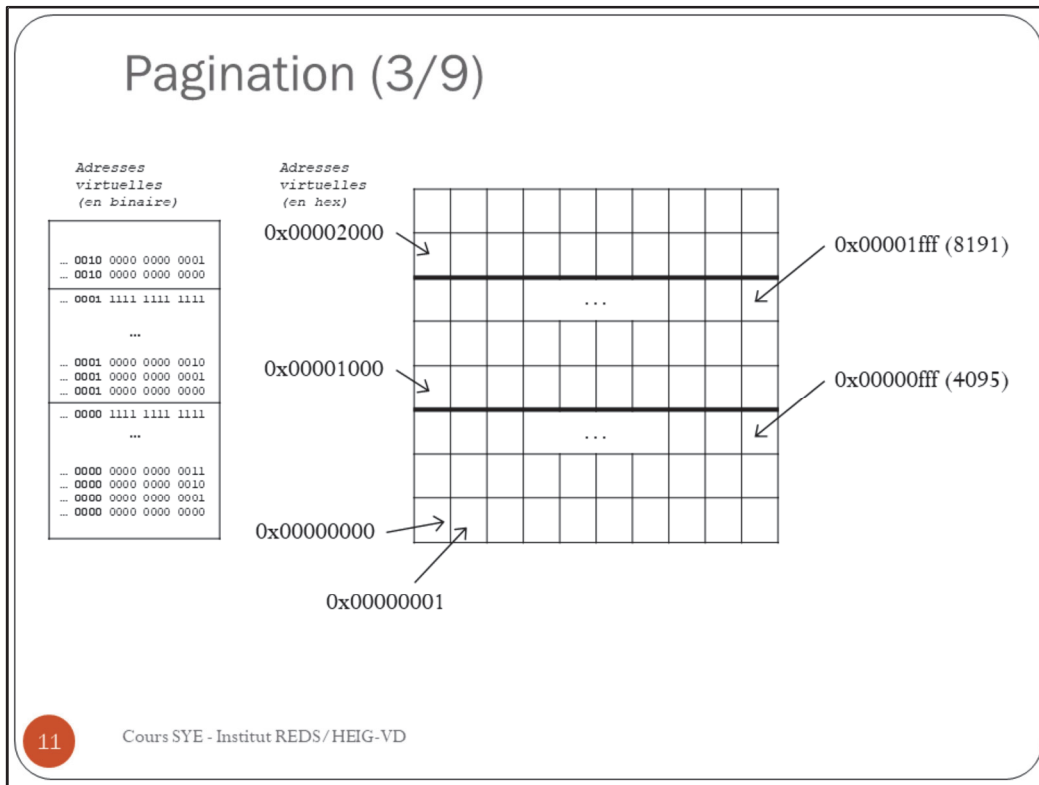 Pagination (3/9)
Adresses
virtuelles
(en binaire)
... 0010 0000 0000 0001
... 0010 0000 0000 0000
... 0001 1111 1111 1111
...
... 0001 0000 0000 0010
... 0001 0000 0000 0001
... 0001 0000 0000 0000
... 0000 1111 1111 1111
...
... 0000 0000 0000 0011
... 0000 0000 0000 0010
... 0000 0000 0000 0001
... 0000 0000 0000 0000
Adresses
virtuelles
(en hex)
0x00002000
0x00001fff (8191)
...
0x00001000
0x00000fff (4095)
...
0x00000000
0x00000001
11
Cours SYE - Institut REDS/HEIG-VD